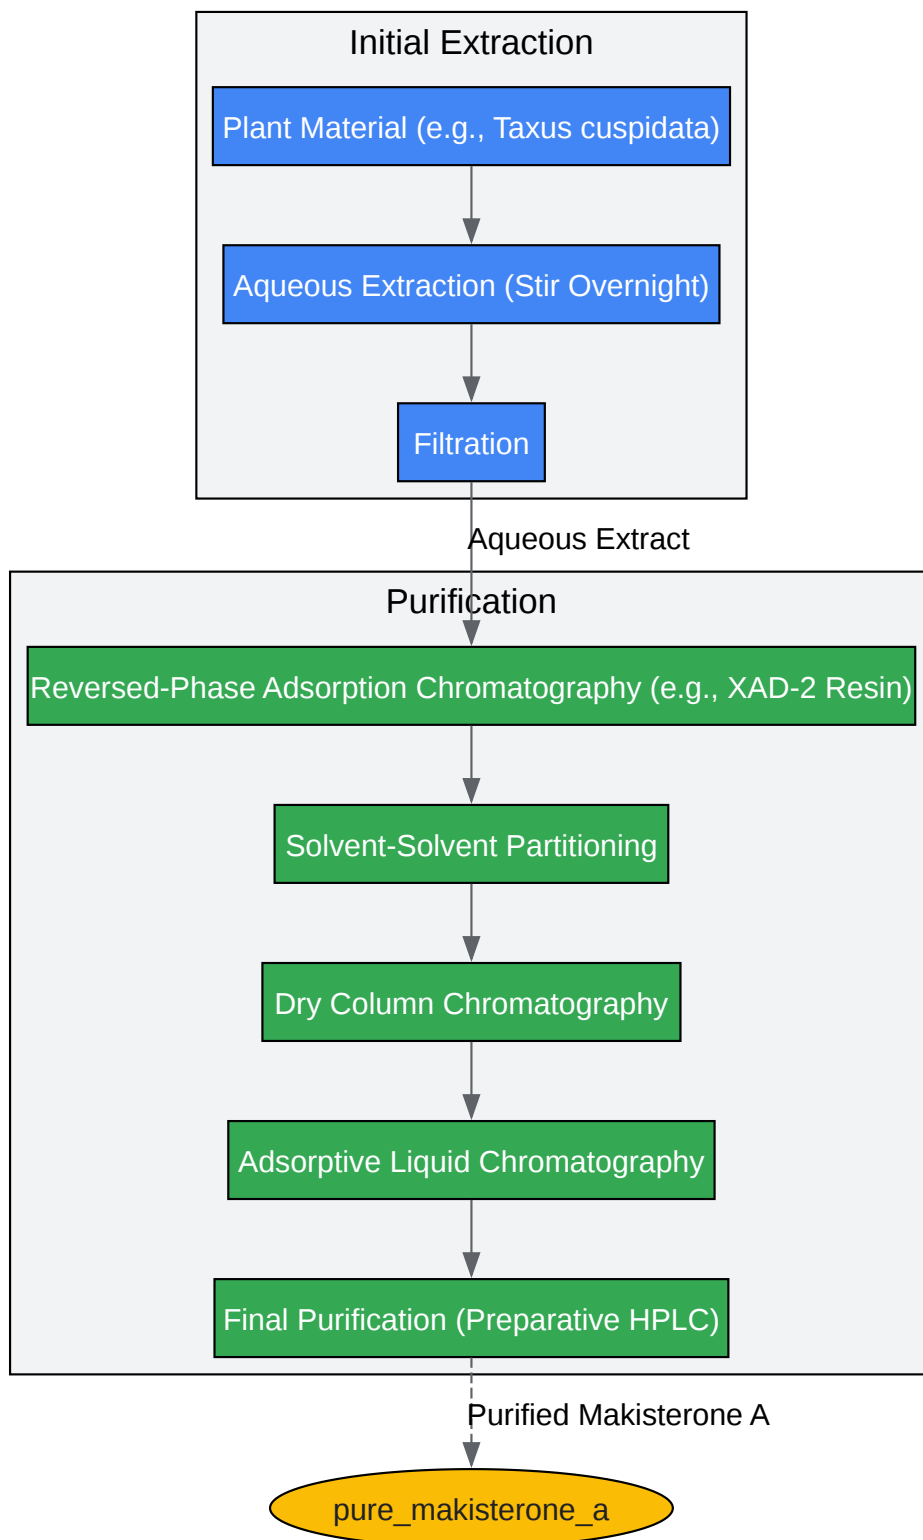 Initial Extraction
Plant Material (e.g., Taxus cuspidata)
Aqueous Extraction (Stir Overnight)
Filtration
Aqueous Extract
Purification
Reversed-Phase Adsorption Chromatography (e.g., XAD-2 Resin)
Solvent-Solvent Partitioning
Dry Column Chromatography
Adsorptive Liquid Chromatography
Final Purification (Preparative HPLC)
Purified Makisterone A
pure_makisterone_a